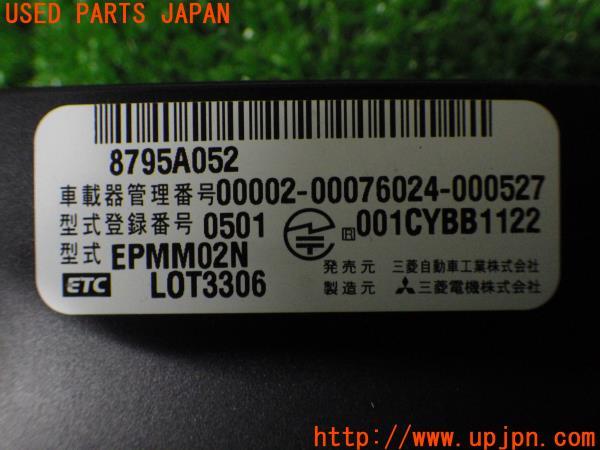 USED PARTS JAPAN
8795A052
車載器管理番号00002-00076024-000527
型式登録番号 0501 R 001CYBB1122
型式 EPMM02N
発売元 三菱自動車工業株式会社
ETC LOT3306
製造元 三菱電機株式会社
http://www.upjpn.com/